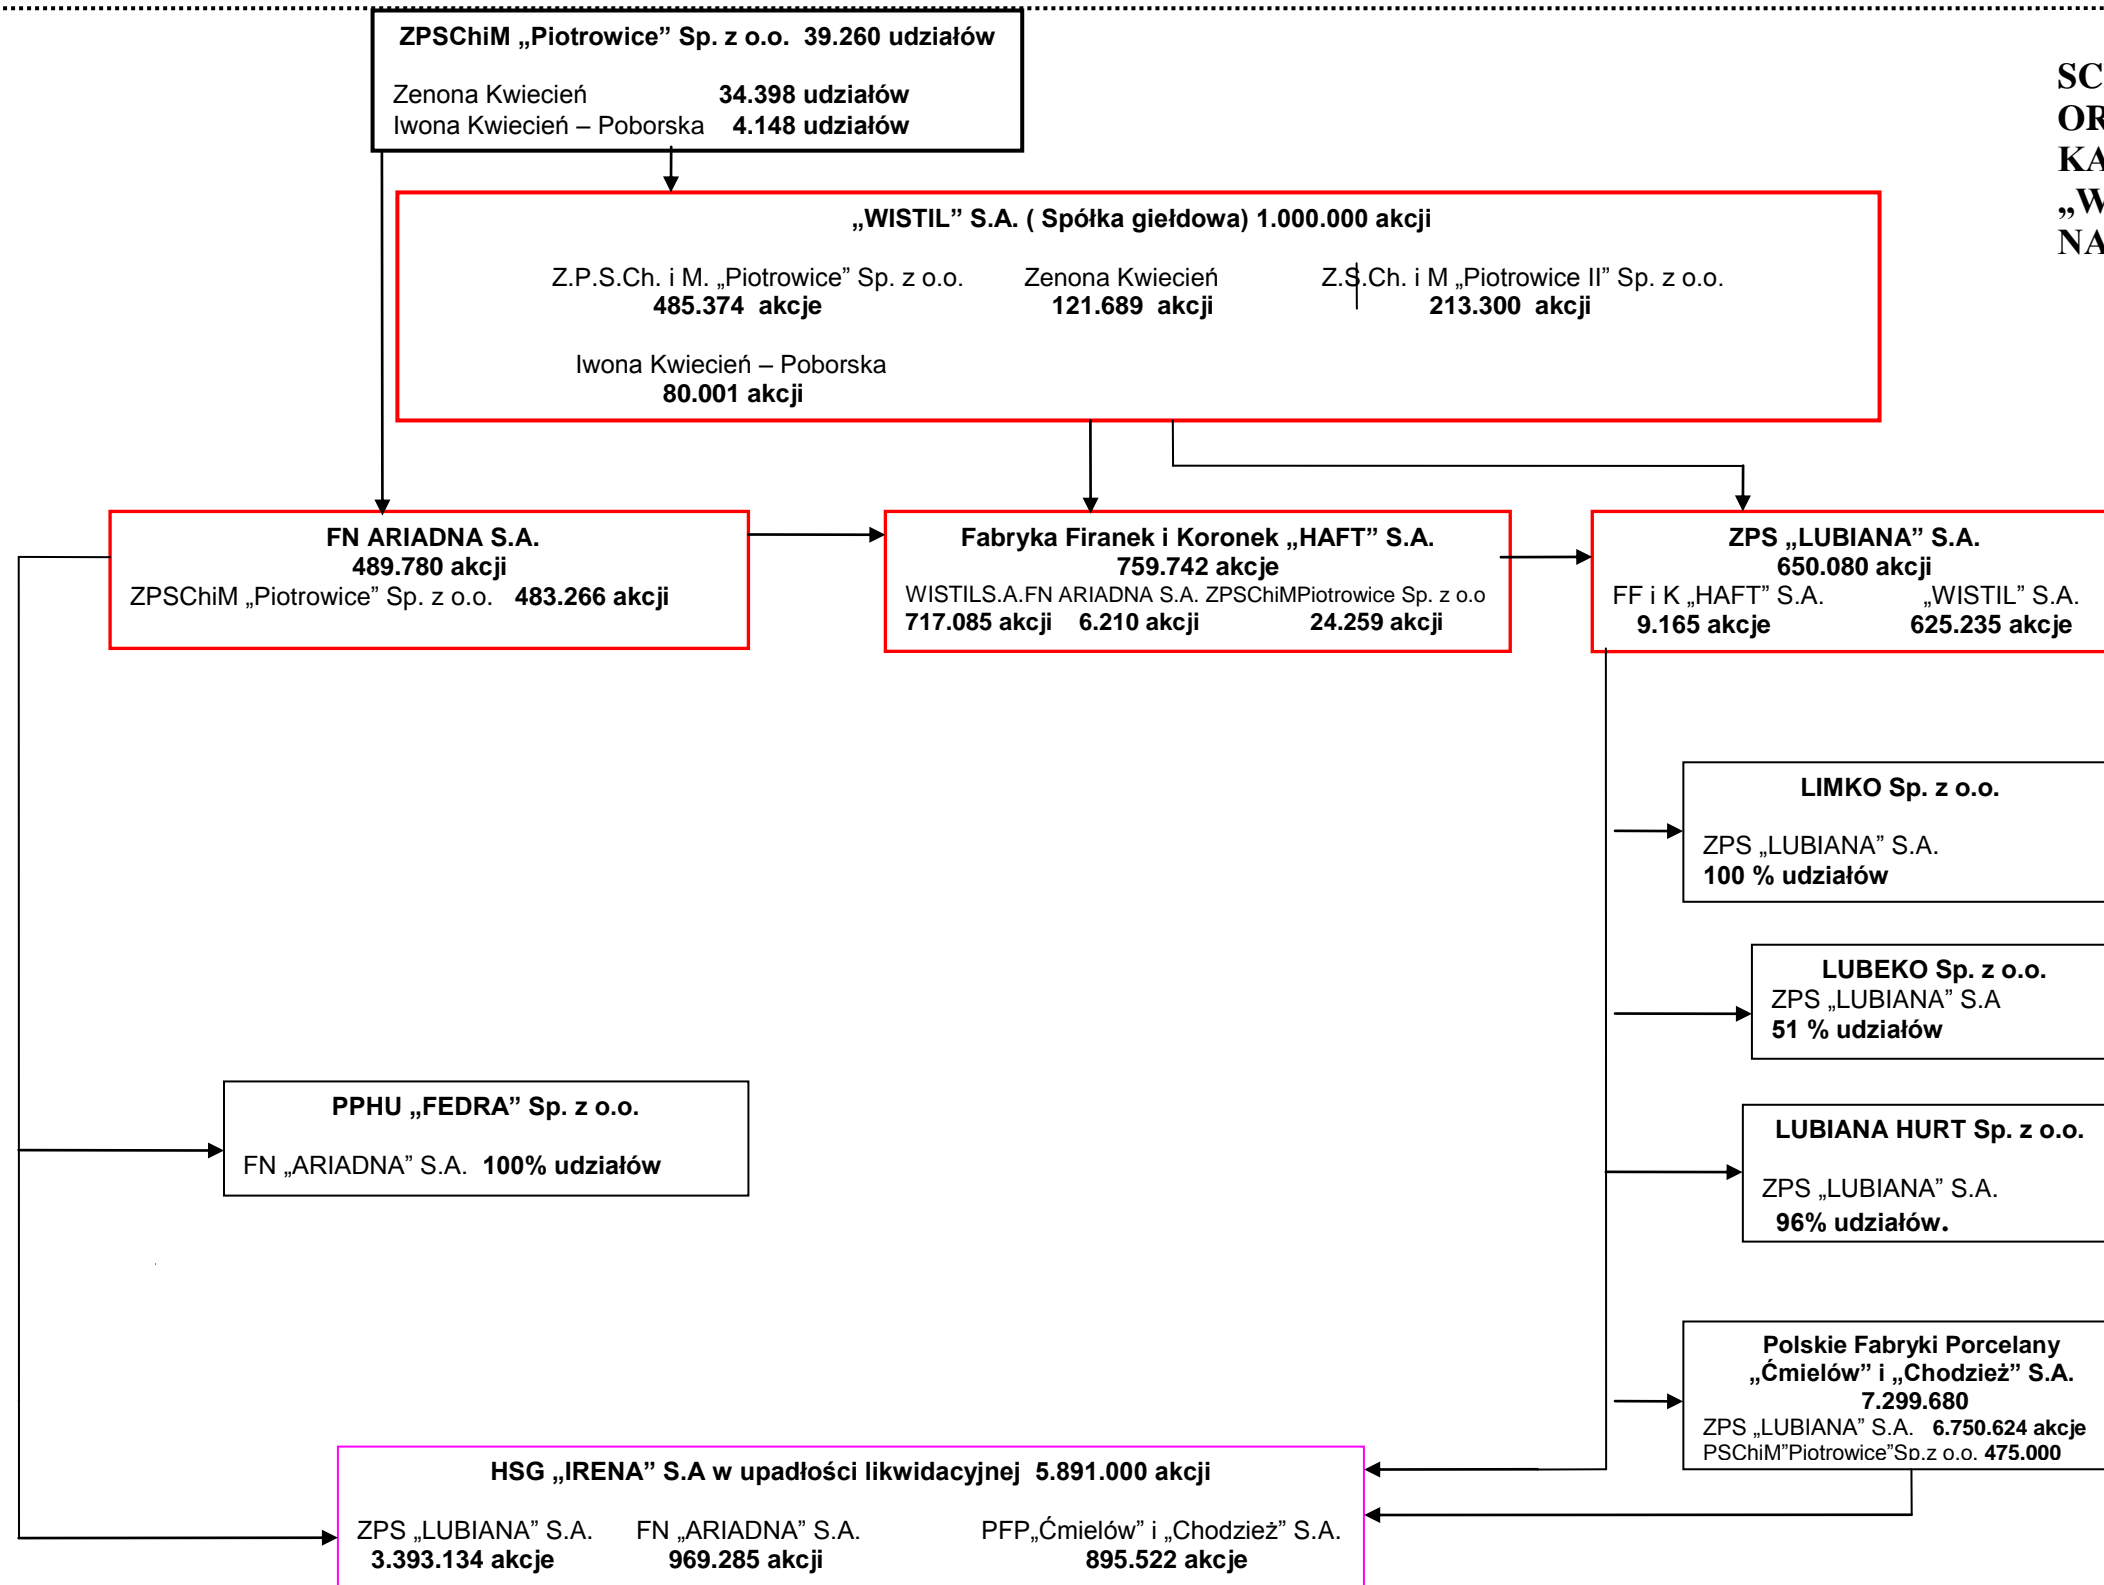 ZPSChiM „Piotrowice” Sp. z o.o. 39.260 udziałów
Zenona Kwiecień 34.398 udziałów
Iwona Kwiecień – Poborska 4.148 udziałów
SC
OR
KA
„W
NA
„WISTIL” S.A. ( Spółka giełdowa) 1.000.000 akcji
Z.P.S.Ch. i M. „Piotrowice” Sp. z o.o. Zenona Kwiecień Z.S.Ch. i M „Piotrowice II” Sp. z o.o.
485.374 akcje 121.689 akcji 213.300 akcji
Iwona Kwiecień – Poborska
80.001 akcji
FN ARIADNA S.A.
489.780 akcji
ZPSChiM „Piotrowice” Sp. z o.o. 483.266 akcji
Fabryka Firanek i Koronek „HAFT” S.A.
759.742 akcje
WISTILS.A.FN ARIADNA S.A. ZPSChiMPiotrowice Sp. z o.o
717.085 akcji 6.210 akcji 24.259 akcji
ZPS „LUBIANA” S.A.
650.080 akcji
FF i K „HAFT” S.A. „WISTIL” S.A.
9.165 akcje 625.235 akcje
LIMKO Sp. z o.o.
ZPS „LUBIANA” S.A.
100 % udziałów
LUBEKO Sp. z o.o.
ZPS „LUBIANA” S.A
51 % udziałów
PPHU „FEDRA” Sp. z o.o.
FN „ARIADNA” S.A. 100% udziałów
LUBIANA HURT Sp. z o.o.
ZPS „LUBIANA” S.A.
96% udziałów.
Polskie Fabryki Porcelany
„Ćmielów” i „Chodzież” S.A.
7.299.680
ZPS „LUBIANA” S.A. 6.750.624 akcje
PSChiM”Piotrowice”Sp.z o.o. 475.000
HSG „IRENA” S.A w upadłości likwidacyjnej 5.891.000 akcji
ZPS „LUBIANA” S.A. FN „ARIADNA” S.A. PFP„Ćmielów” i „Chodzież” S.A.
3.393.134 akcje 969.285 akcji 895.522 akcje